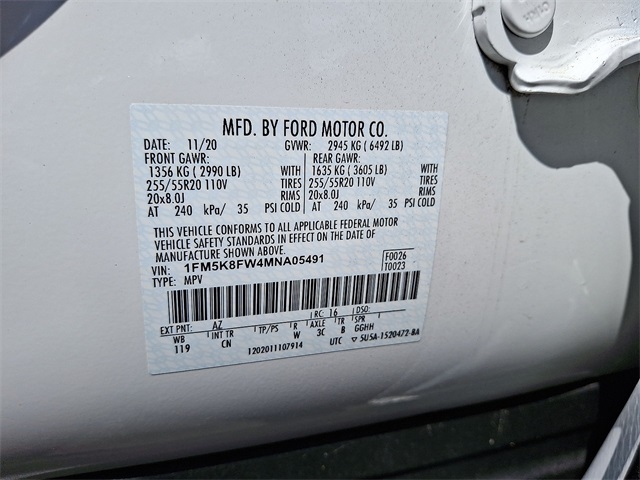 MFD. BY FORD MOTOR CO.
DATE: 11/20 GVWR: 2945 KG ( 6492 LB)
FRONT GAWR: REAR GAWR:
1356 KG ( 2990 LB) WITH 1635 KG ( 3605 LB) WITH
255/55R20 110V TIRES 255/55R20 110V TIRES
20x8.0J RIMS 20x8.0J RIMS
AT 240 kPa/ 35 PSI COLD AT 240 kPa/ 35 PSI COLD
THIS VEHICLE CONFORMS TO ALL APPLICABLE FEDERAL MOTOR
VEHICLE SAFETY STANDARDS IN EFFECT ON THE DATE OF
MANUFACTURE SHOWN ABOVE.
VIN: 1FM5K8FW4MNA05491 F0026
TYPE: MPV T0023
EXT PNT: AZ RC: 16 DSO:
WB INT TR TP/PS R AXLE TR SPR
119 CN W 3C B GGHH
1202011107914 UTC 5U5A-1520472-BA